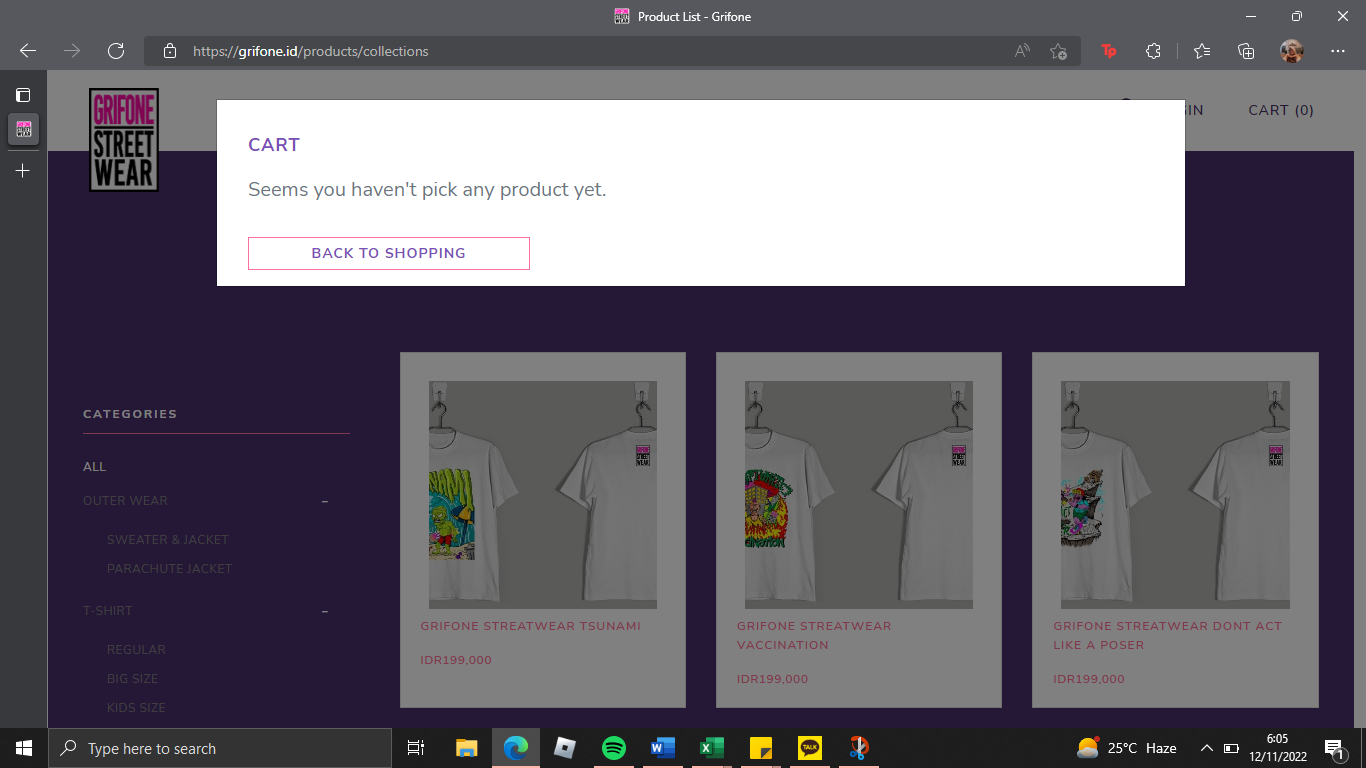 Product List - Grifone
https://grifone.id/products/collections
GRIFONE
STREET
WEAR
IN
CART (0)
CART
Seems you haven't pick any product yet.
BACK TO SHOPPING
CATEGORIES
ALL
OUTER WEAR
SWEATER & JACKET
PARACHUTE JACKET
T-SHIRT
REGULAR
BIG SIZE
KIDS SIZE
GRIFONE STREATWEAR TSUNAMI
IDR199,000
GRIFONE STREATWEAR
VACCINATION
IDR199,000
GRIFONE STREATWEAR DONT ACT
LIKE A POSER
IDR199,000
Type here to search
TALK
25°C Haze
6:05
12/11/2022
1